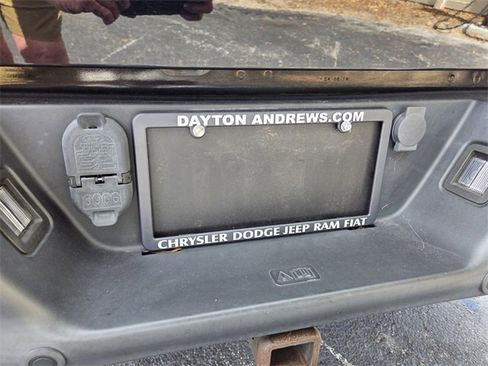 DAYTON ANDREWS.COM
CHRYSLER DODGE JEEP RAM FIAT